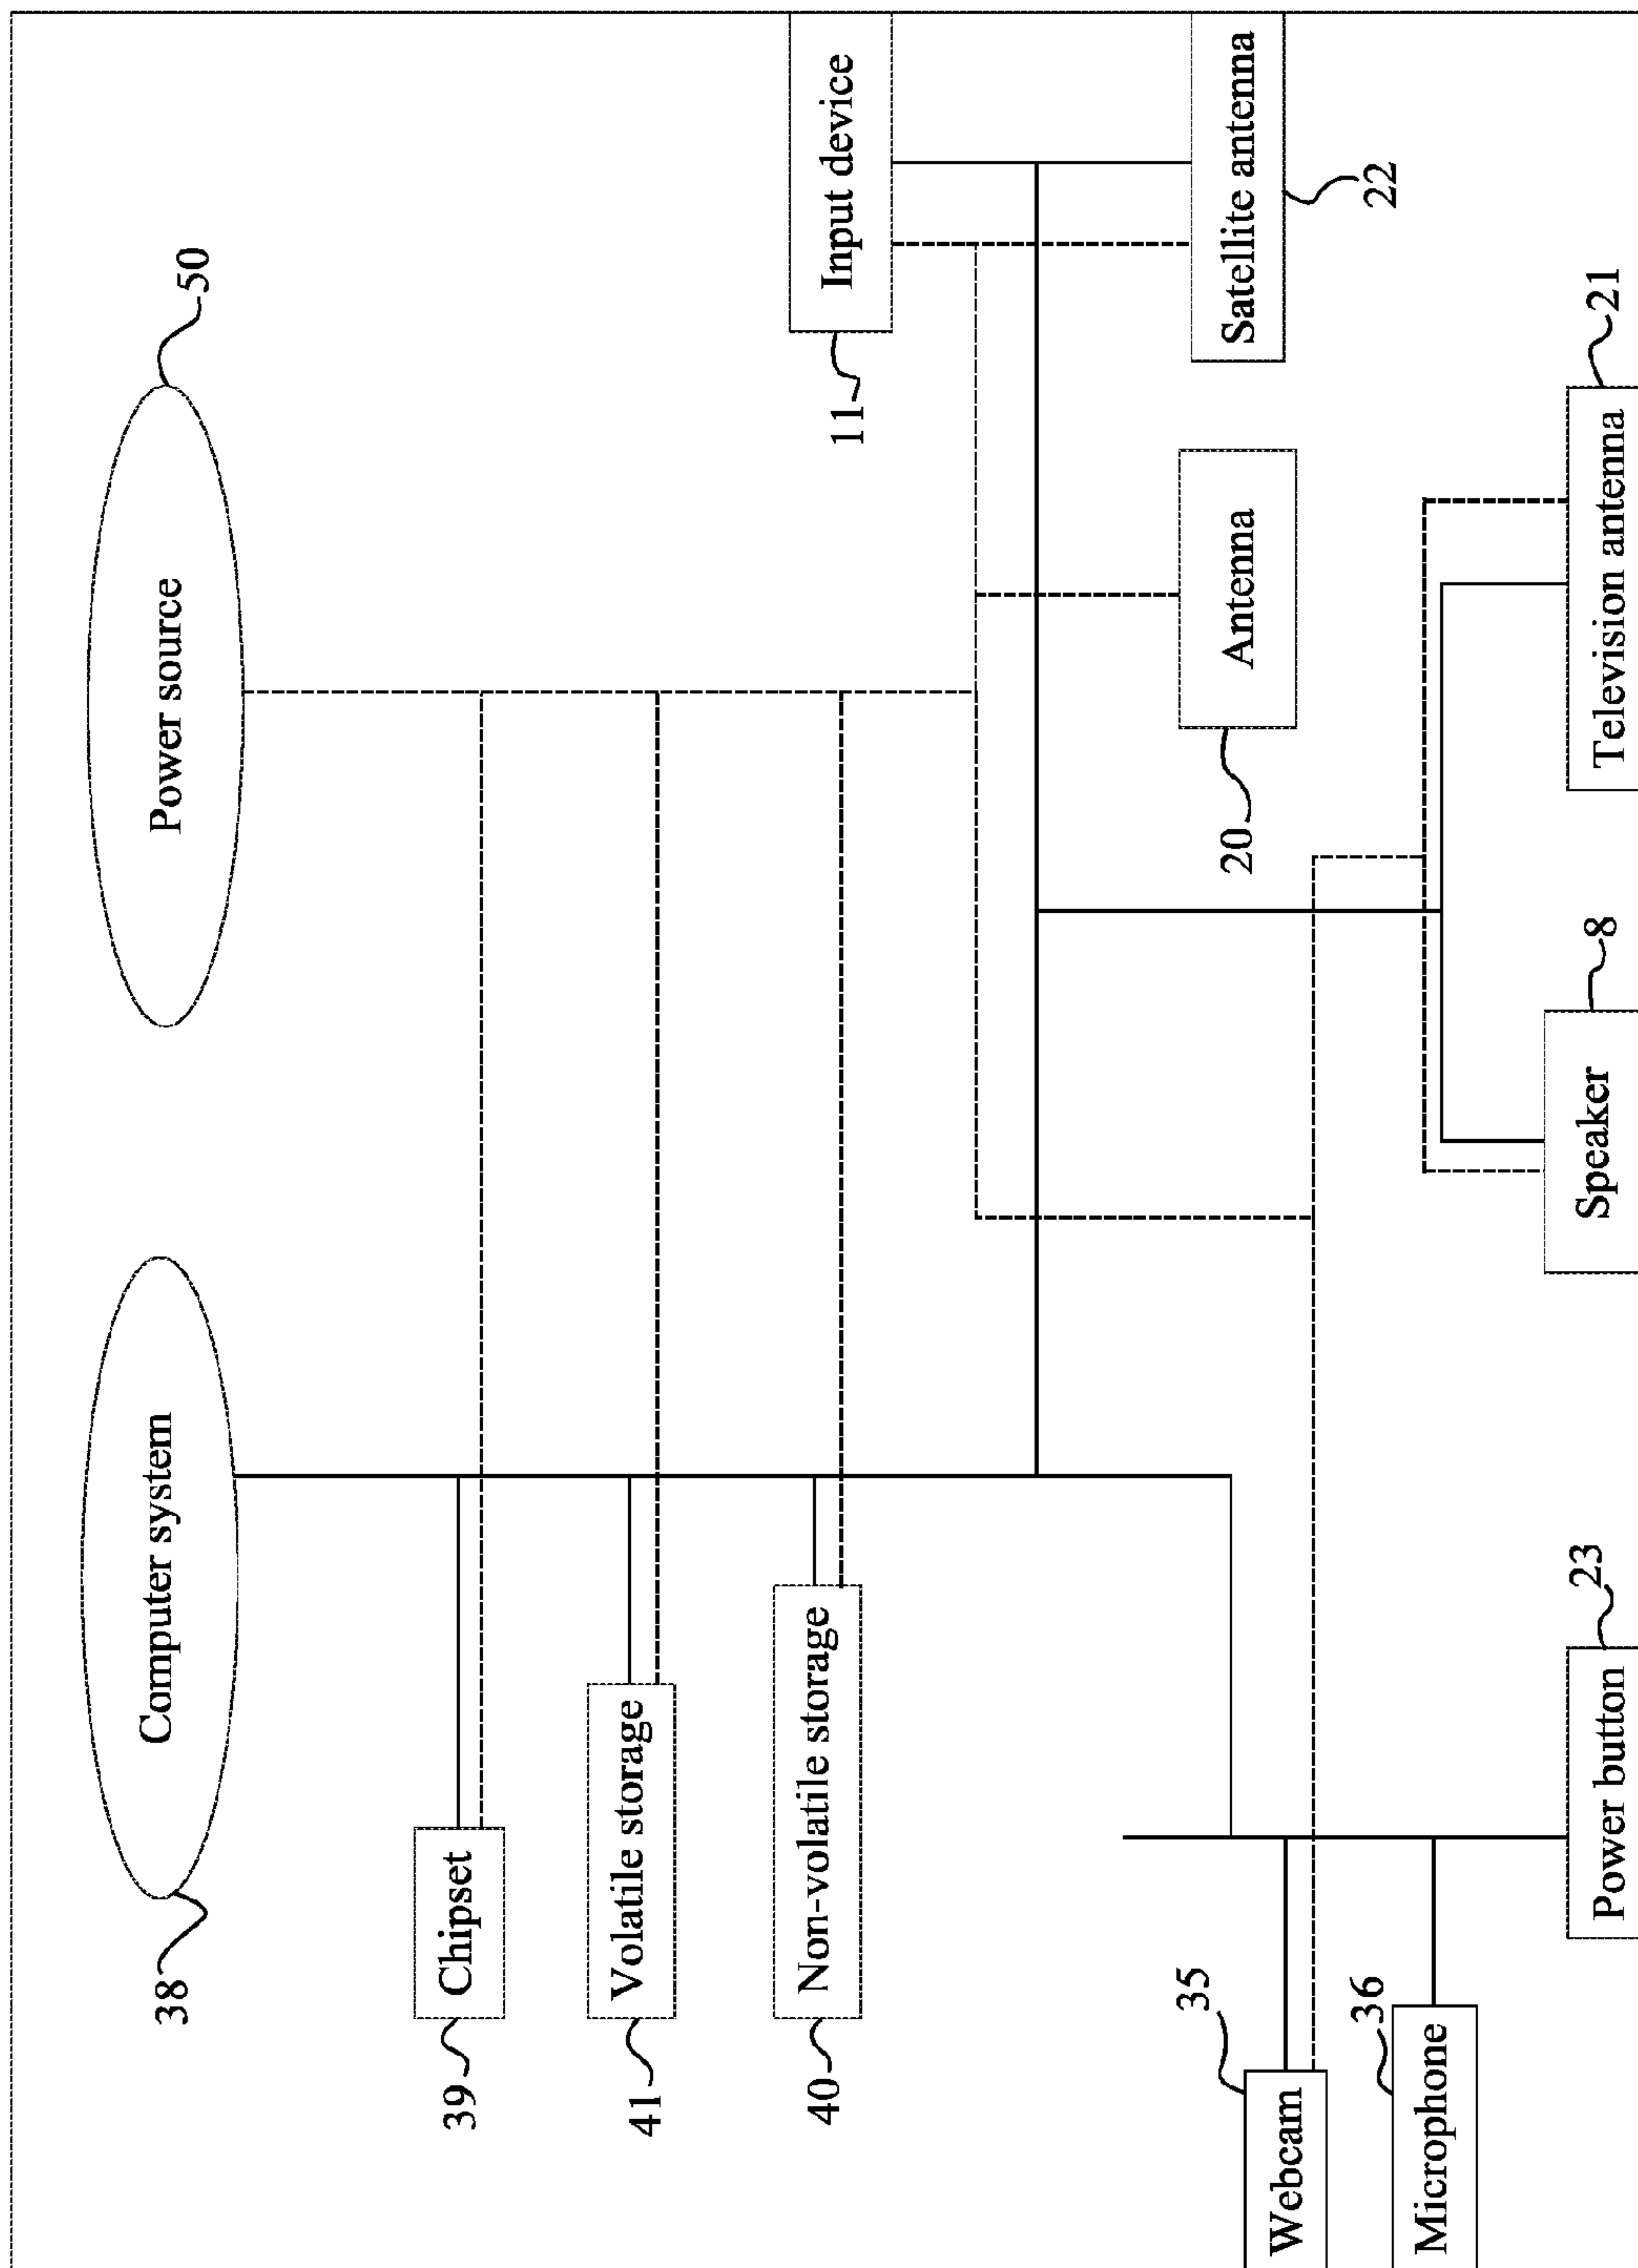 Computer system
38
Power source
50
Chipset
39
Volatile storage
41
Non-volatile storage
40
Input device
11
Antenna
20
Satellite antenna
22
Webcam
35
Microphone
36
Power button
23
Speaker
8
Television antenna
21